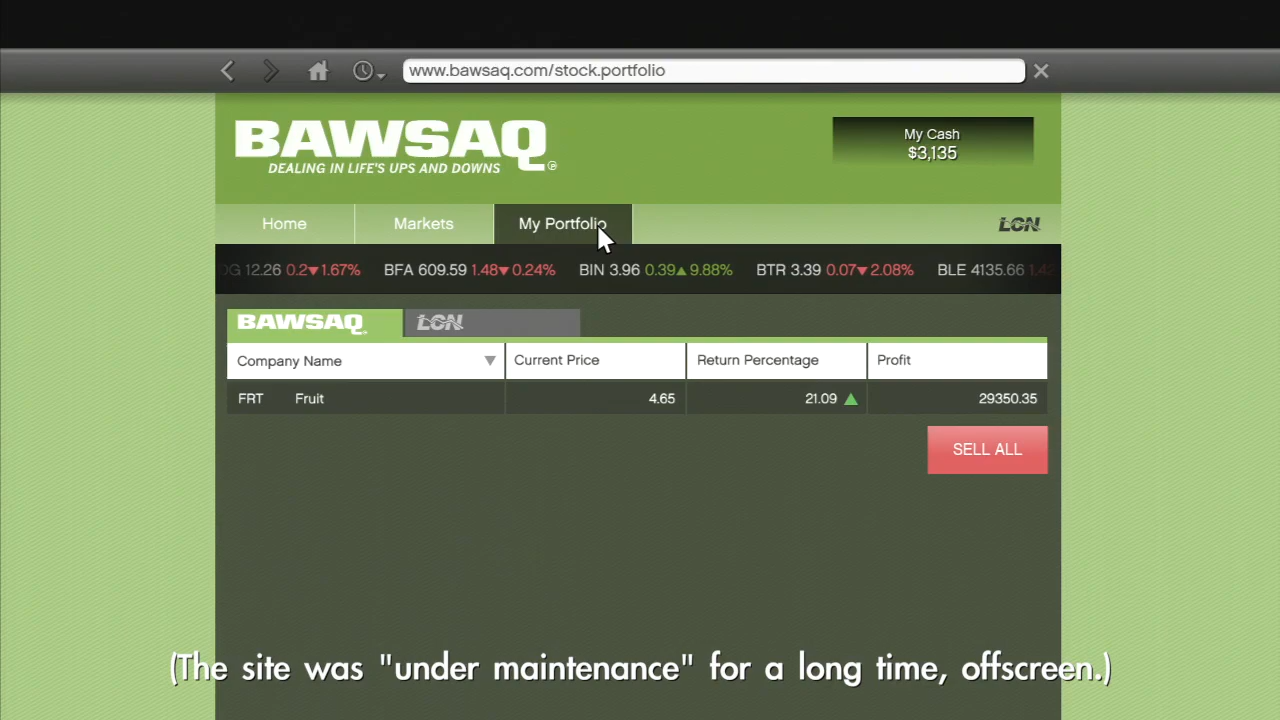 www.bawsaq.com/stock.portfolio
BAWSAQ
DEALING IN LIFE'S UPS AND DOWNS
My Cash
$3,135
Home Markets My Portfolio LCN
12.26 0.2▼1.67% BFA 609.59 1.48▼0.24% BIN 3.96 0.39▲9.88% BTR 3.39 0.07▼2.08% BLE 4135.66
BAWSAQ LCN
Company Name ▼ Current Price Return Percentage Profit
FRT Fruit 4.65 21.09 ▲ 29350.35
SELL ALL
(The site was "under maintenance" for a long time, offscreen.)